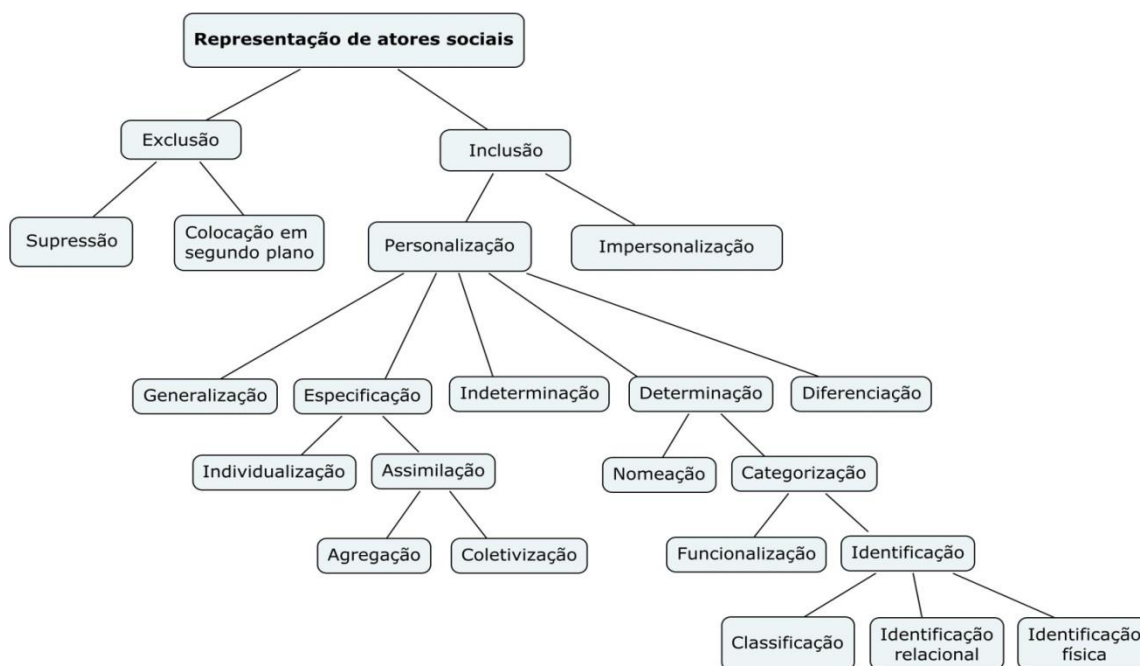 Representação de atores sociais
Exclusão
Inclusão
Supressão
Colocação em
segundo plano
Personalização
Impersonalização
Generalização
Especificação
Indeterminação
Determinação
Diferenciação
Individualização
Assimilação
Nomeação
Categorização
Agregação
Coletivização
Funcionalização
Identificação
Classificação
Identificação
relacional
Identificação
física